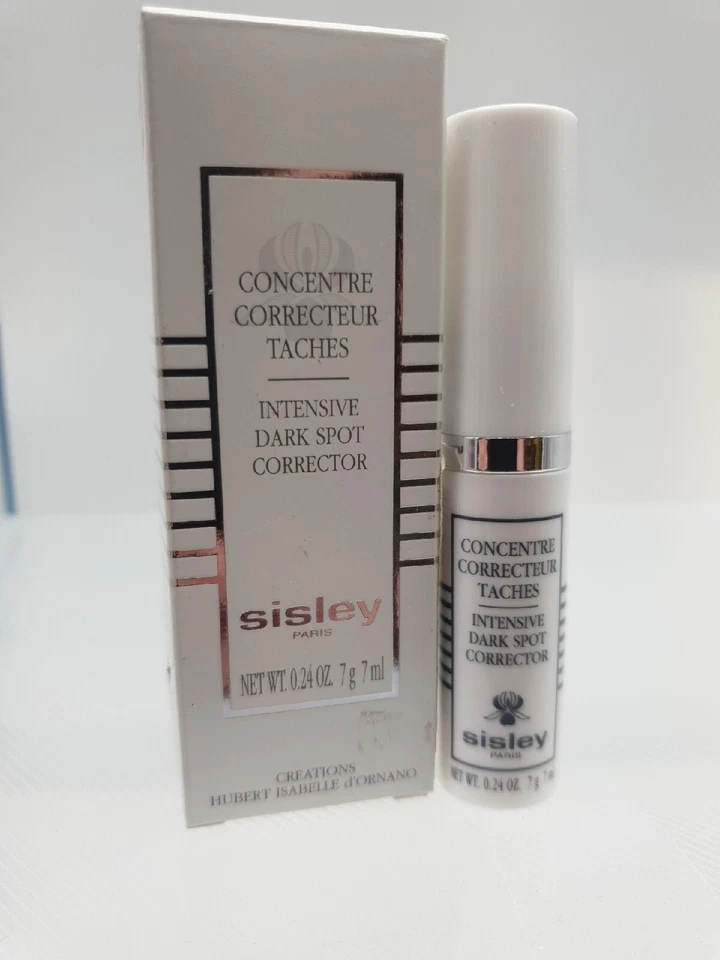 CONCENTRE
CORRECTEUR
TACHES
INTENSIVE
DARK SPOT
CORRECTOR
sisley
PARIS
NET WT. 0.24 OZ. 7 g 7 ml
CREATIONS
HUBERT ISABELLE d'ORNANO
CONCENTRE
CORRECTEUR
TACHES
INTENSIVE
DARK SPOT
CORRECTOR
sisley
PARIS
NET WT. 0.24 OZ. 7 g